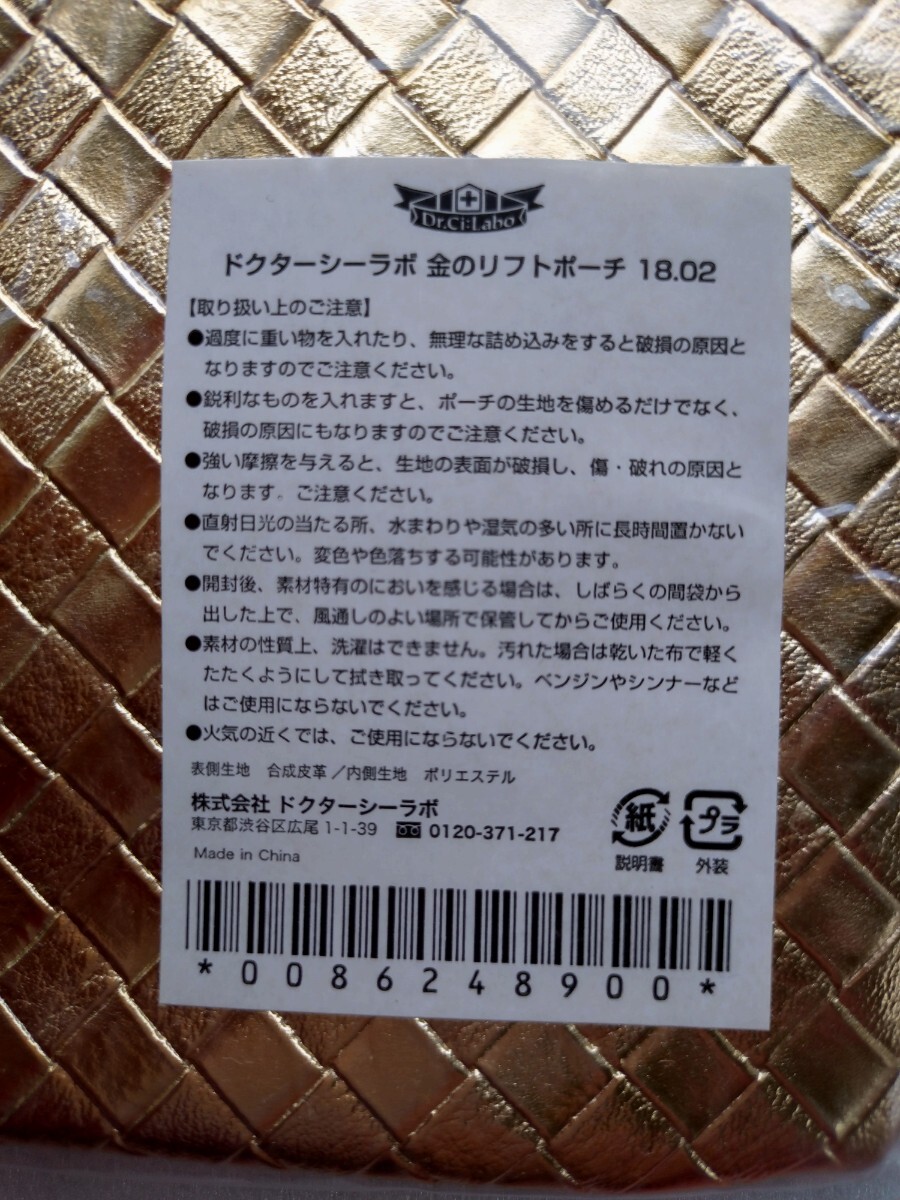 Dr.Ci:Labo
ドクターシーラボ 金のリフトポーチ 18.02
【取り扱い上のご注意】
●過度に重い物を入れたり、無理な詰め込みをすると破損の原因と
なりますのでご注意ください。
●鋭利なものを入れますと、ポーチの生地を傷めるだけでなく、
破損の原因にもなりますのでご注意ください。
●強い摩擦を与えると、生地の表面が破損し、傷・破れの原因と
なります。ご注意ください。
●直射日光の当たる所、水まわりや湿気の多い所に長時間置かない
でください。変色や色落ちする可能性があります。
●開封後、素材特有のにおいを感じる場合は、しばらくの間袋から
出した上で、風通しのよい場所で保管してからご使用ください。
●素材の性質上、洗濯はできません。汚れた場合は乾いた布で軽く
たたくようにして拭き取ってください。ベンジンやシンナーなど
はご使用にならないでください。
●火気の近くでは、ご使用にならないでください。
表側生地 合成皮革／内側生地 ポリエステル
株式会社 ドクターシーラボ
東京都渋谷区広尾 1-1-39 0120-371-217
Made in China
紙
説明書
プラ
外装
*0086248900*